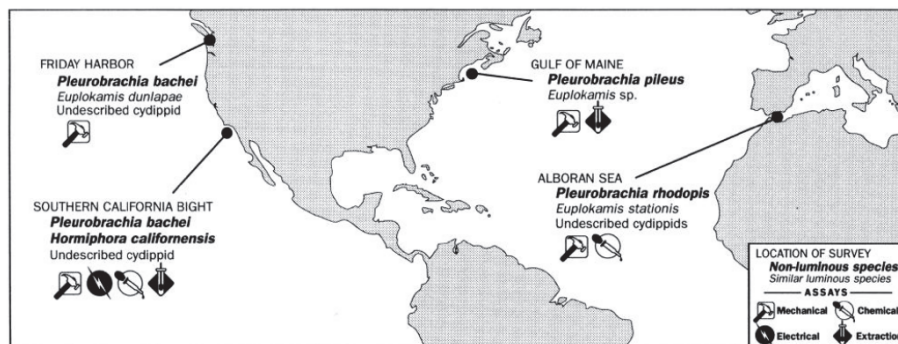 FRIDAY HARBOR
Pleurobrachia bachei
Euplokamis dunlapae
Undescribed cydippid
SOUTHERN CALIFORNIA BIGHT
Pleurobrachia bachei
Hormiphora californensis
Undescribed cydippid
GULF OF MAINE
Pleurobrachia pileus
Euplokamis sp.
ALBORAN SEA
Pleurobrachia rhodopis
Euplokamis stationis
Undescribed cydippids
LOCATION OF SURVEY
Non-luminous species
Similar luminous species
ASSAYS
Mechanical Chemical
Electrical Extraction